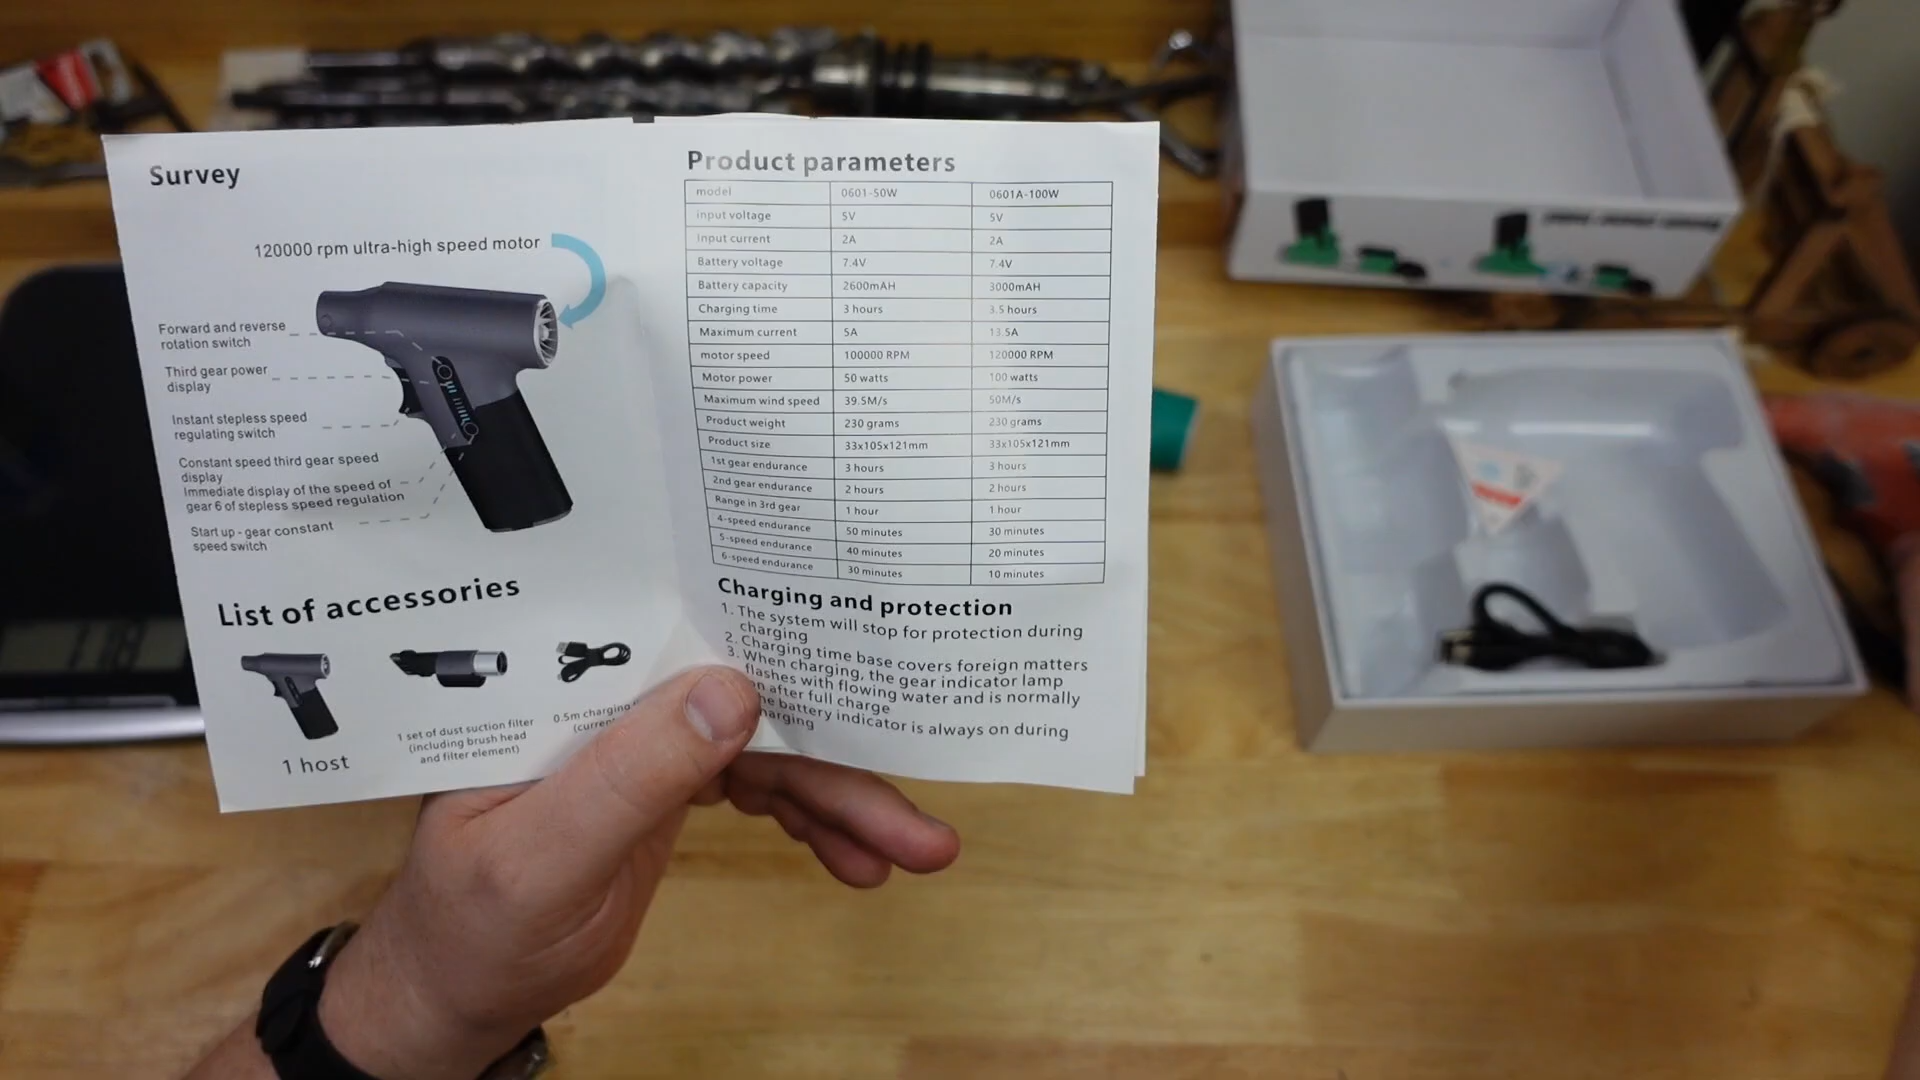 Survey
120000 rpm ultra-high speed motor
Forward and reverse
rotation switch
Third gear power
display
Instant stepless speed
regulating switch
Constant speed third gear speed
display
Immediate display of the speed of
gear 6 of stepless speed regulation
Start up - gear constant
speed switch
List of accessories
1 host
1 set of dust suction filter
(including brush head
and filter element)
0.5m charging
Product parameters
model 0601-50W 0601A-100W
input voltage 5V 5V
Input current 2A 2A
Battery voltage 7.4V 7.4V
Battery capacity 2600mAH 3000mAH
Charging time 3 hours 3.5 hours
Maximum current 5A 13.5A
motor speed 100000 RPM 120000 RPM
Motor power 50 watts 100 watts
Maximum wind speed 39.5M/s 50M/s
Product weight 230 grams 230 grams
Product size 33x105x121mm 33x105x121mm
1st gear endurance 3 hours 3 hours
2nd gear endurance 2 hours 2 hours
Range in 3rd gear 1 hour 1 hour
4-speed endurance 50 minutes 30 minutes
5-speed endurance 40 minutes 20 minutes
6-speed endurance 30 minutes 10 minutes
Charging and protection
1. The system will stop for protection during
charging
2. Charging time base covers foreign matters
3. When charging, the gear indicator lamp
flashes with flowing water and is normally
after full charge
battery indicator is always on during
charging